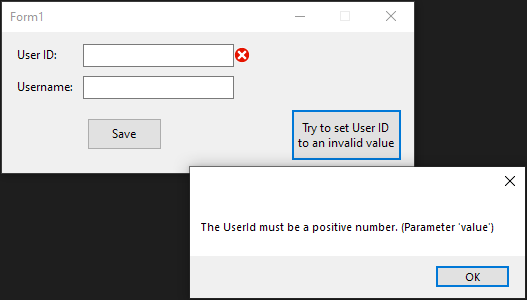 Form1
User ID:
Username:
Save
Try to set User ID
to an invalid value
The UserId must be a positive number. (Parameter 'value')
OK